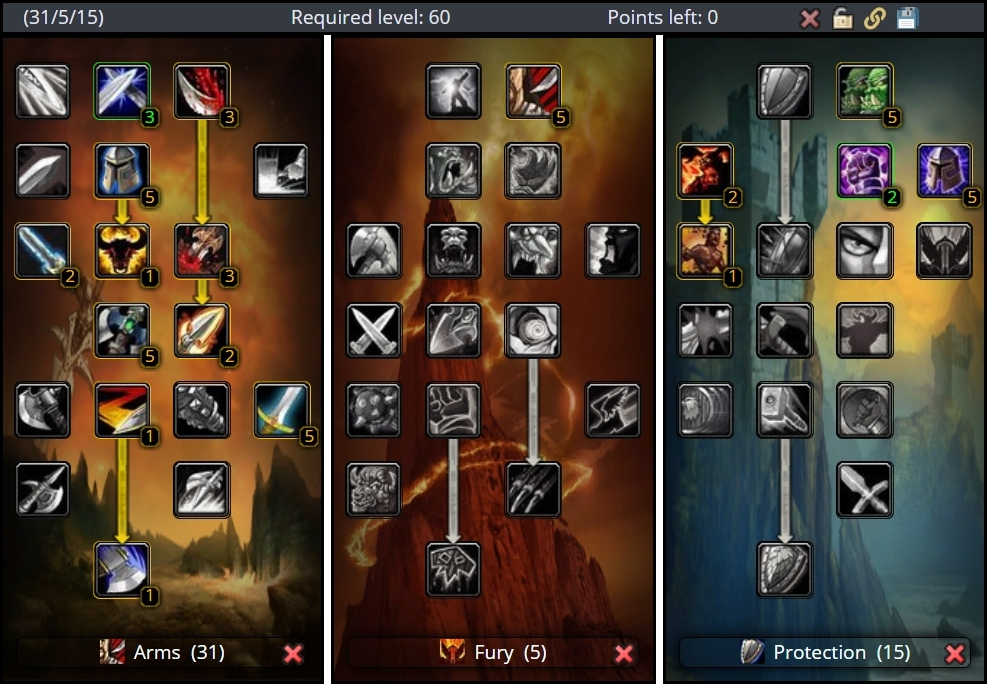 (31/5/15) Required level: 60 Points left: 0
3 3 5 5
5 2 2 5
2 1 3 1
5 2
1 5
1
Arms (31) Fury (5) Protection (15)